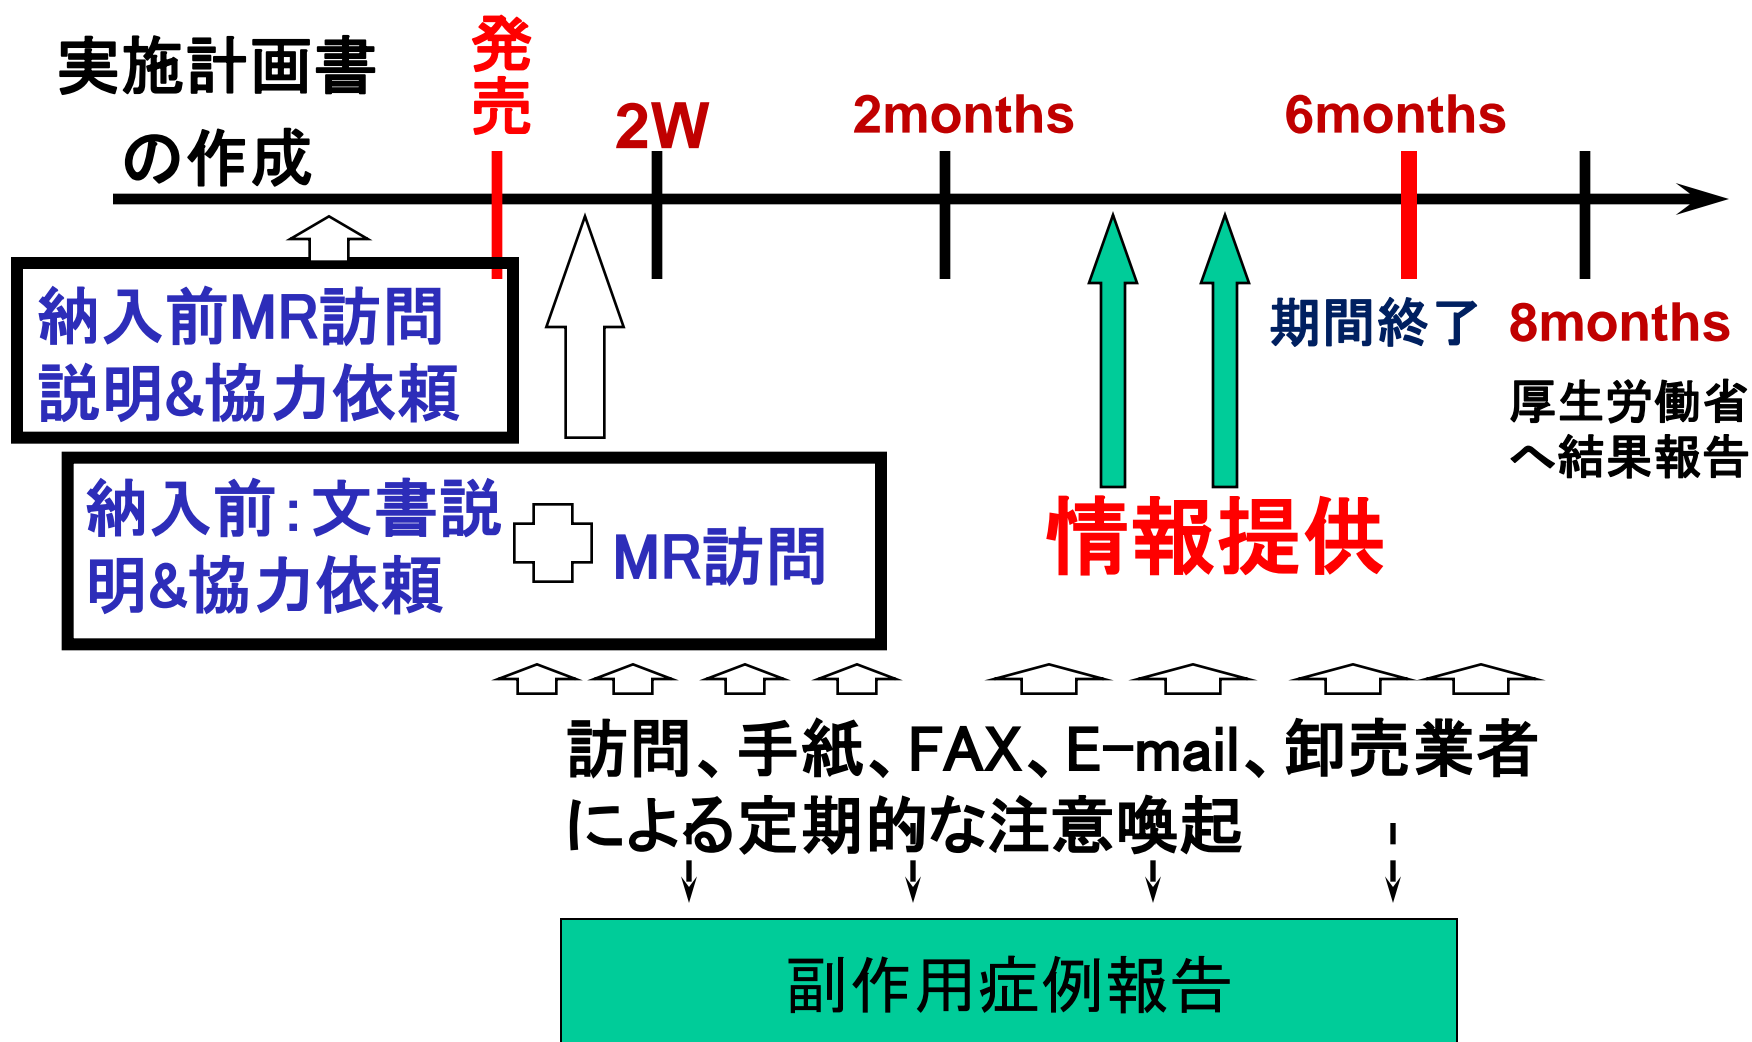 実施計画書
の作成
発売
2W
2months
6months
納入前MR訪問
説明&協力依頼
期間終了
8months
厚生労働省
へ結果報告
納入前：文書説
明&協力依頼
MR訪問
情報提供
訪問、手紙、FAX、E-mail、卸売業者
による定期的な注意喚起
副作用症例報告